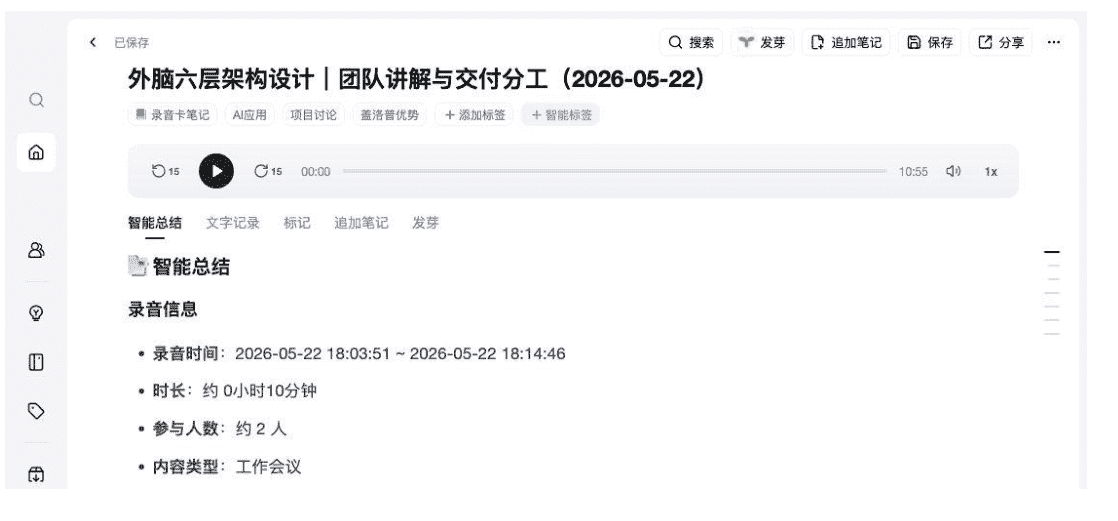 已保存
搜索 发芽 追加笔记 保存 分享
外脑六层架构设计｜团队讲解与交付分工（2026-05-22）
录音卡笔记 AI应用 项目讨论 盖洛普优势 + 添加标签 + 智能标签
15 15 00:00 10:55 1x
智能总结 文字记录 标记 追加笔记 发芽
智能总结
录音信息
• 录音时间：2026-05-22 18:03:51 ~ 2026-05-22 18:14:46
• 时长：约 0小时10分钟
• 参与人数：约 2 人
• 内容类型：工作会议